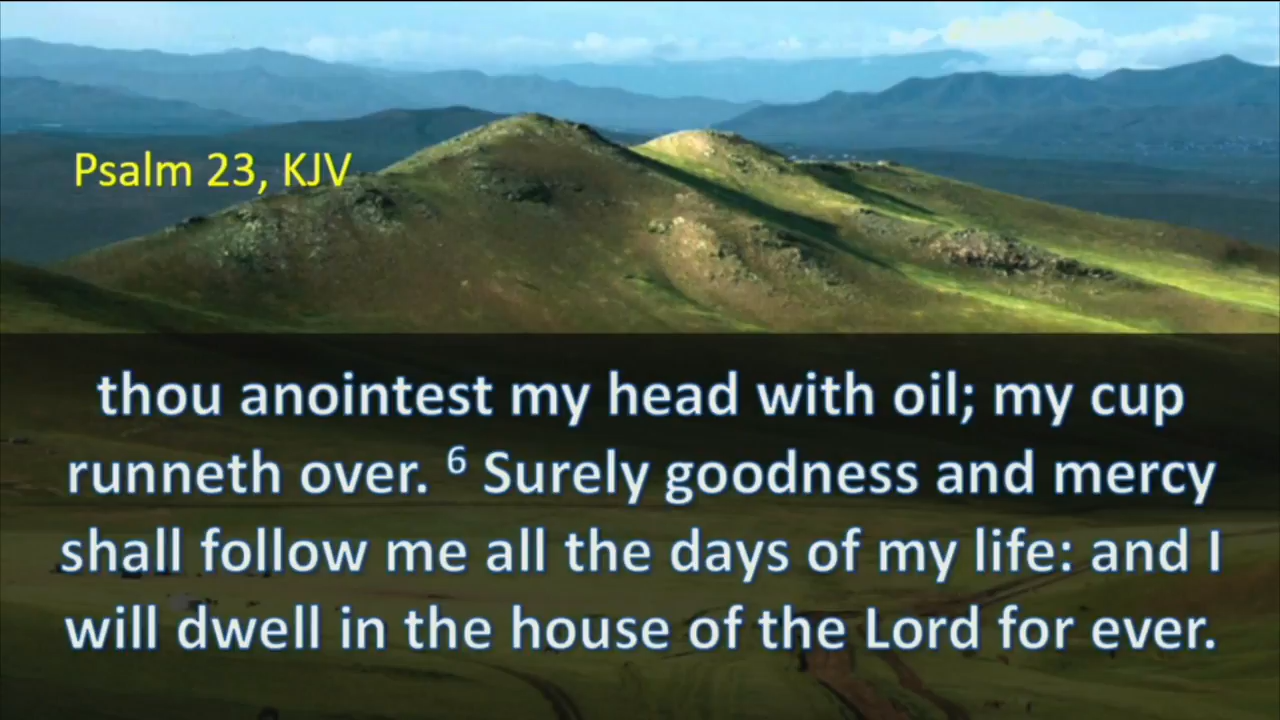 Psalm 23, KJV
thou anointest my head with oil; my cup
runneth over. 6 Surely goodness and mercy
shall follow me all the days of my life: and I
will dwell in the house of the Lord for ever.